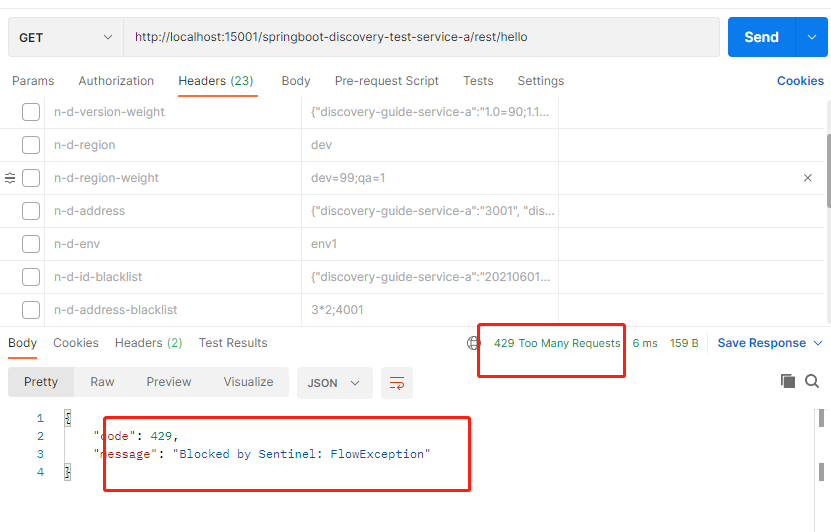 GET http://localhost:15001/springboot-discovery-test-service-a/rest/hello Send
Params Authorization Headers (23) Body Pre-request Script Tests Settings Cookies
n-d-version-weight {"discovery-guide-service-a":"1.0=90;1.1...
n-d-region dev
n-d-region-weight dev=99;qa=1
n-d-address {"discovery-guide-service-a":"3001", "dis...
n-d-env env1
n-d-id-blacklist {"discovery-guide-service-a":"20210601...
n-d-address-blacklist 3*2;4001
Body Cookies Headers (2) Test Results 429 Too Many Requests 6 ms 159 B Save Response
Pretty Raw Preview Visualize JSON
1 {
2 "code": 429,
3 "message": "Blocked by Sentinel: FlowException"
4 }